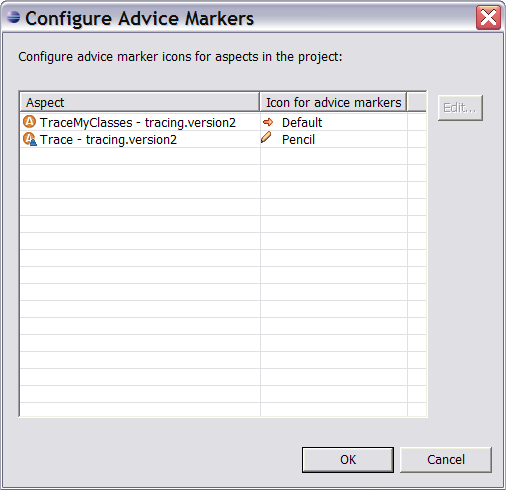 Configure Advice Markers
Configure advice marker icons for aspects in the project:
Aspect Icon for advice markers
TraceMyClasses - tracing.version2 Default
Trace - tracing.version2 Pencil
Edit...
OK Cancel